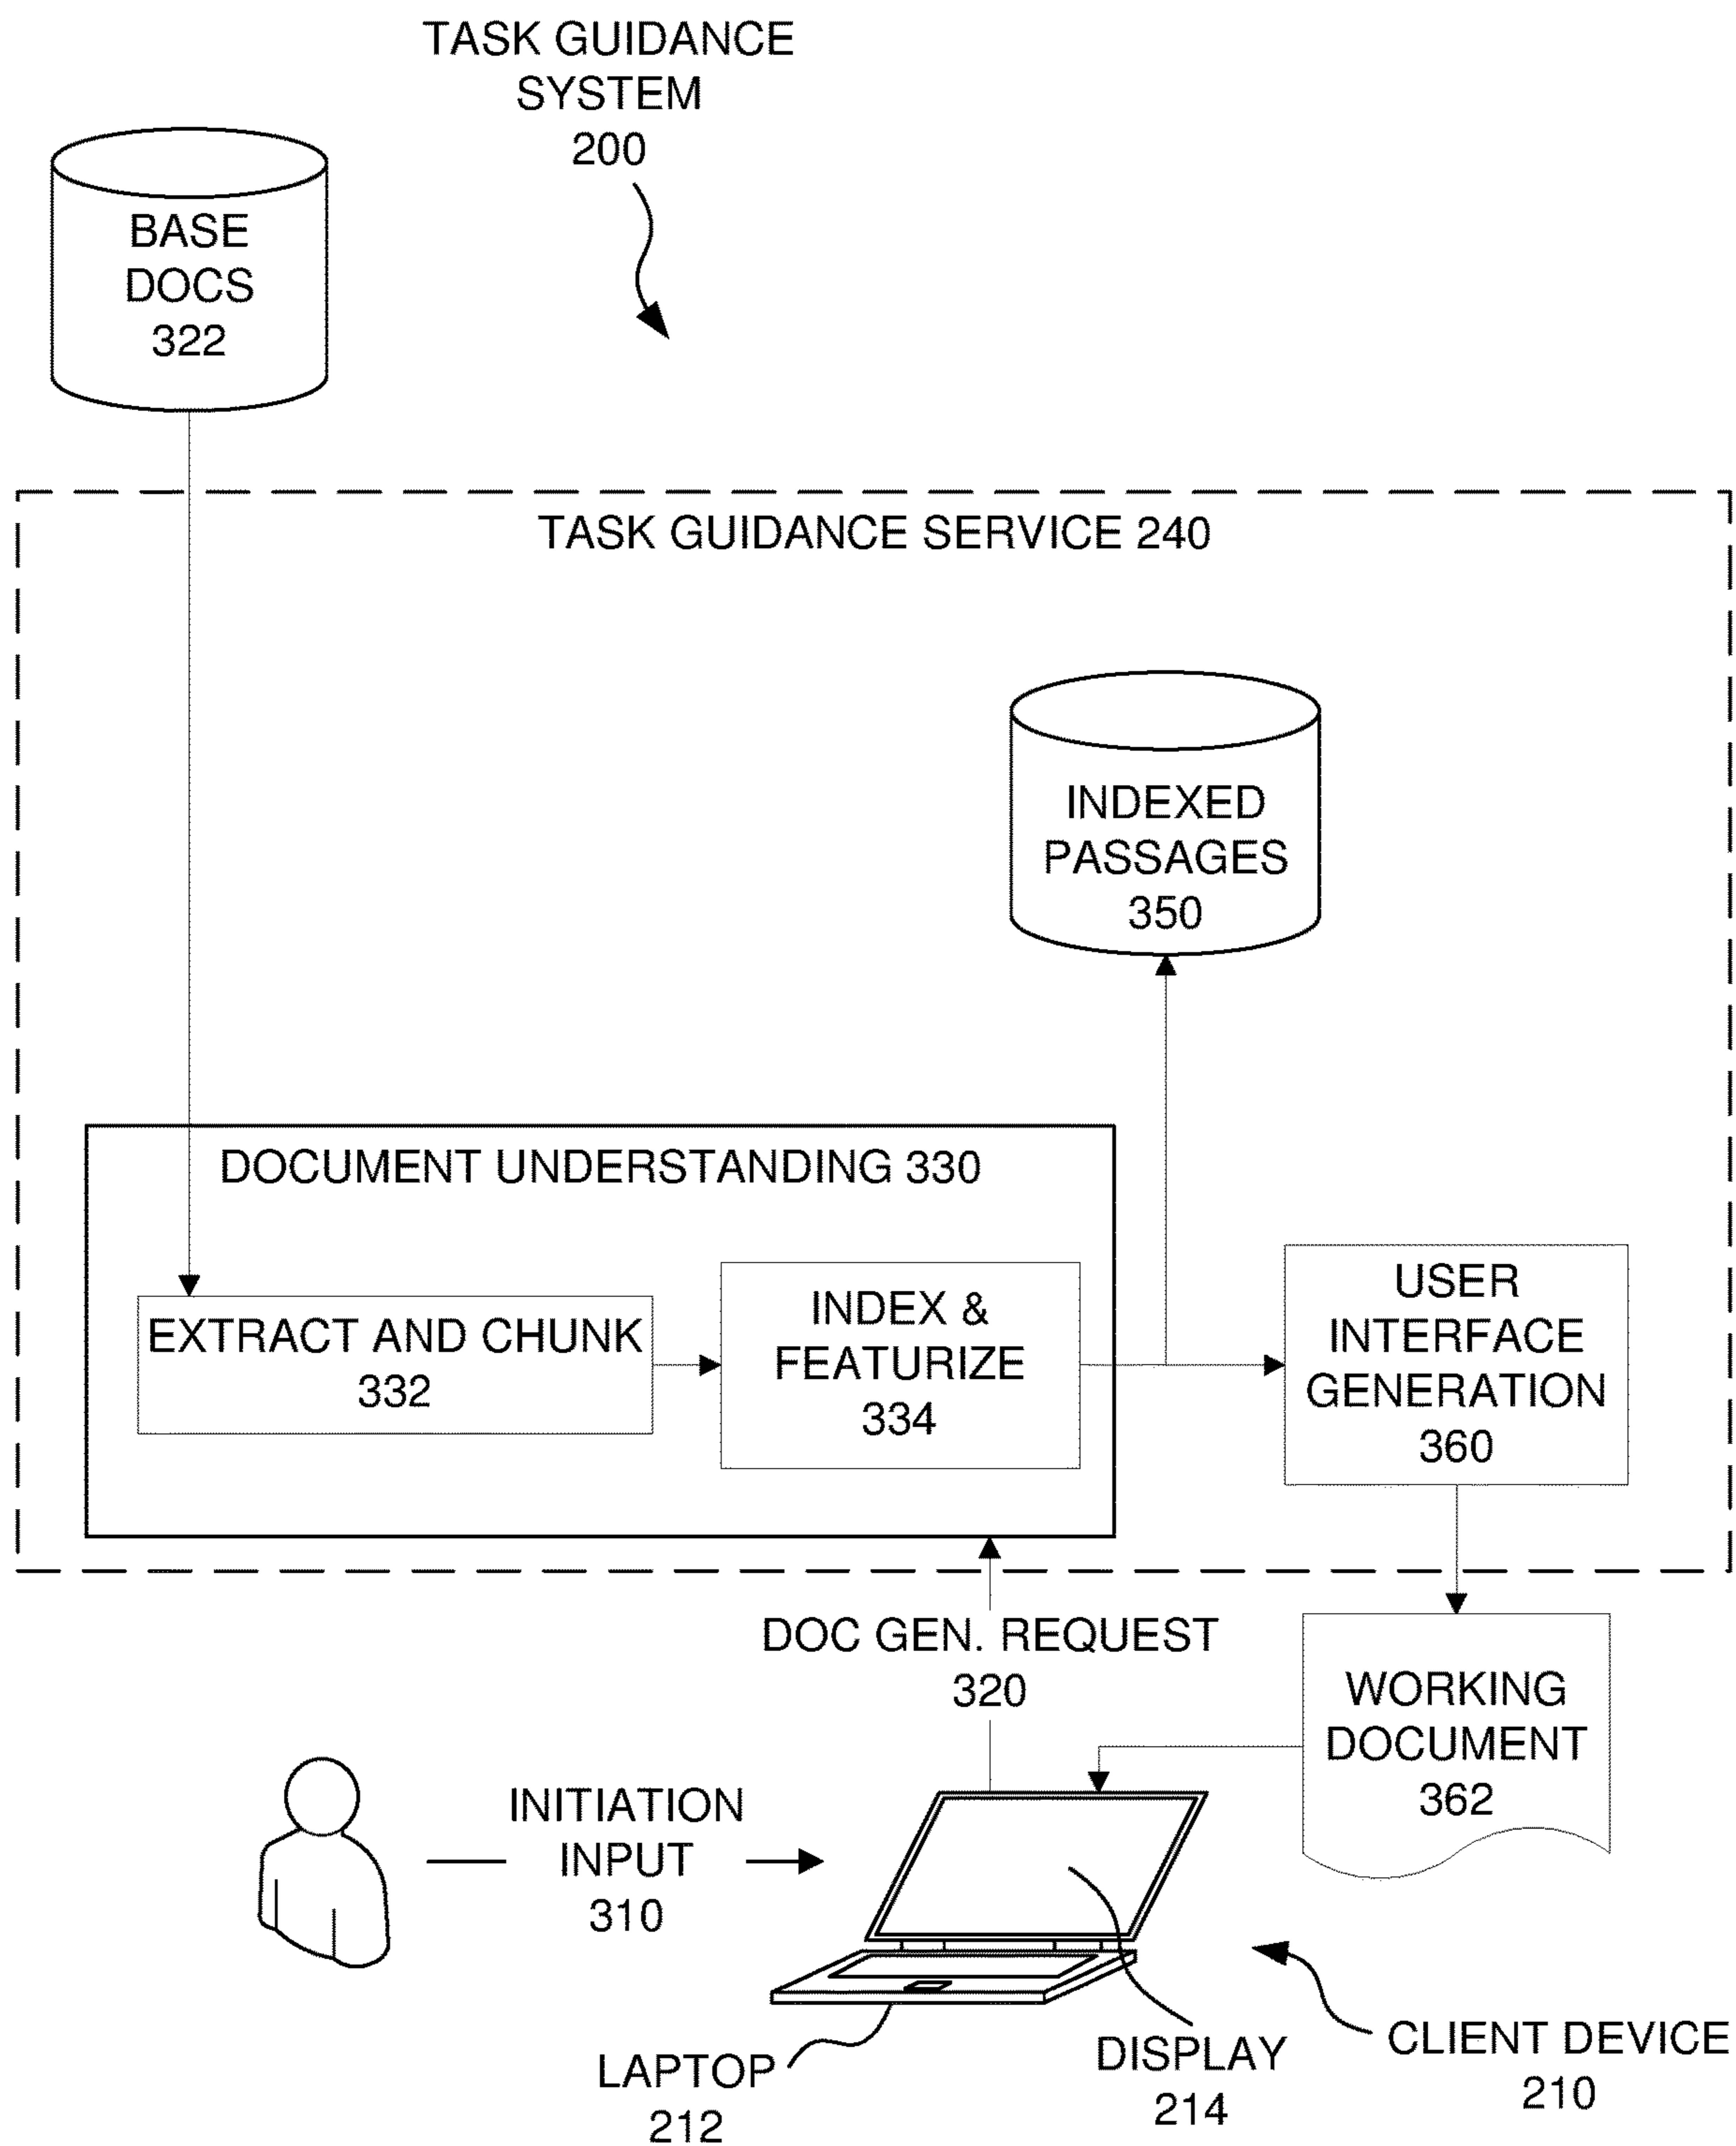 TASK GUIDANCE
SYSTEM
200
BASE
DOCS
322
TASK GUIDANCE SERVICE 240
INDEXED
PASSAGES
350
DOCUMENT UNDERSTANDING 330
EXTRACT AND CHUNK
332
INDEX &
FEATURIZE
334
USER
INTERFACE
GENERATION
360
DOC GEN. REQUEST
320
WORKING
DOCUMENT
362
INITIATION
INPUT
310
LAPTOP
212
DISPLAY
214
CLIENT DEVICE
210